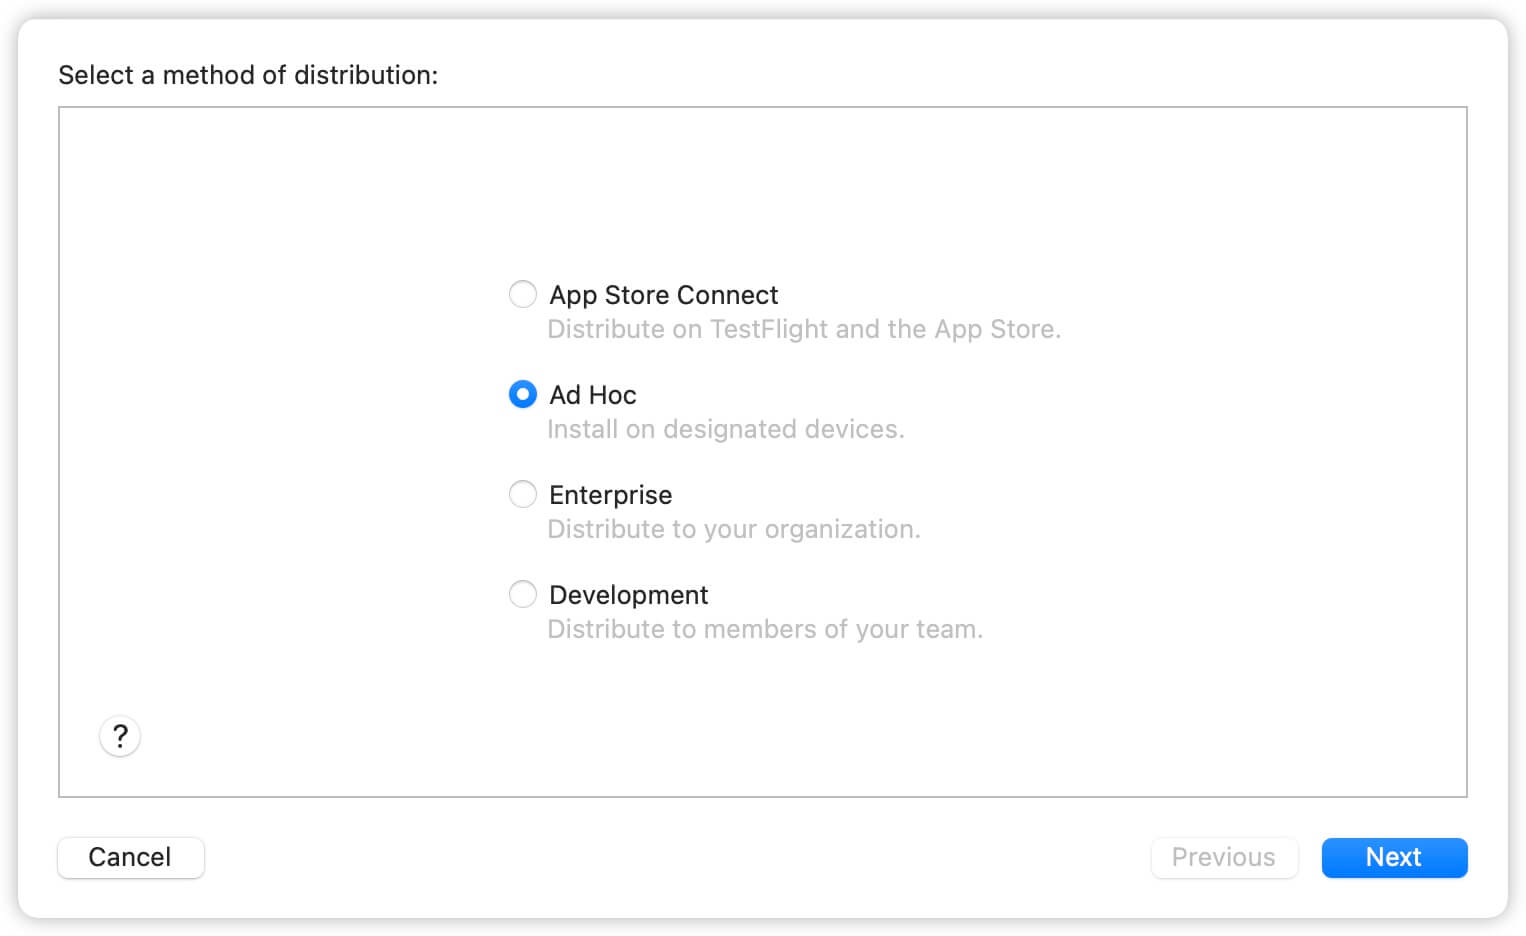 Select a method of distribution:
App Store Connect
Distribute on TestFlight and the App Store.
Ad Hoc
Install on designated devices.
Enterprise
Distribute to your organization.
Development
Distribute to members of your team.
?
Cancel
Previous
Next